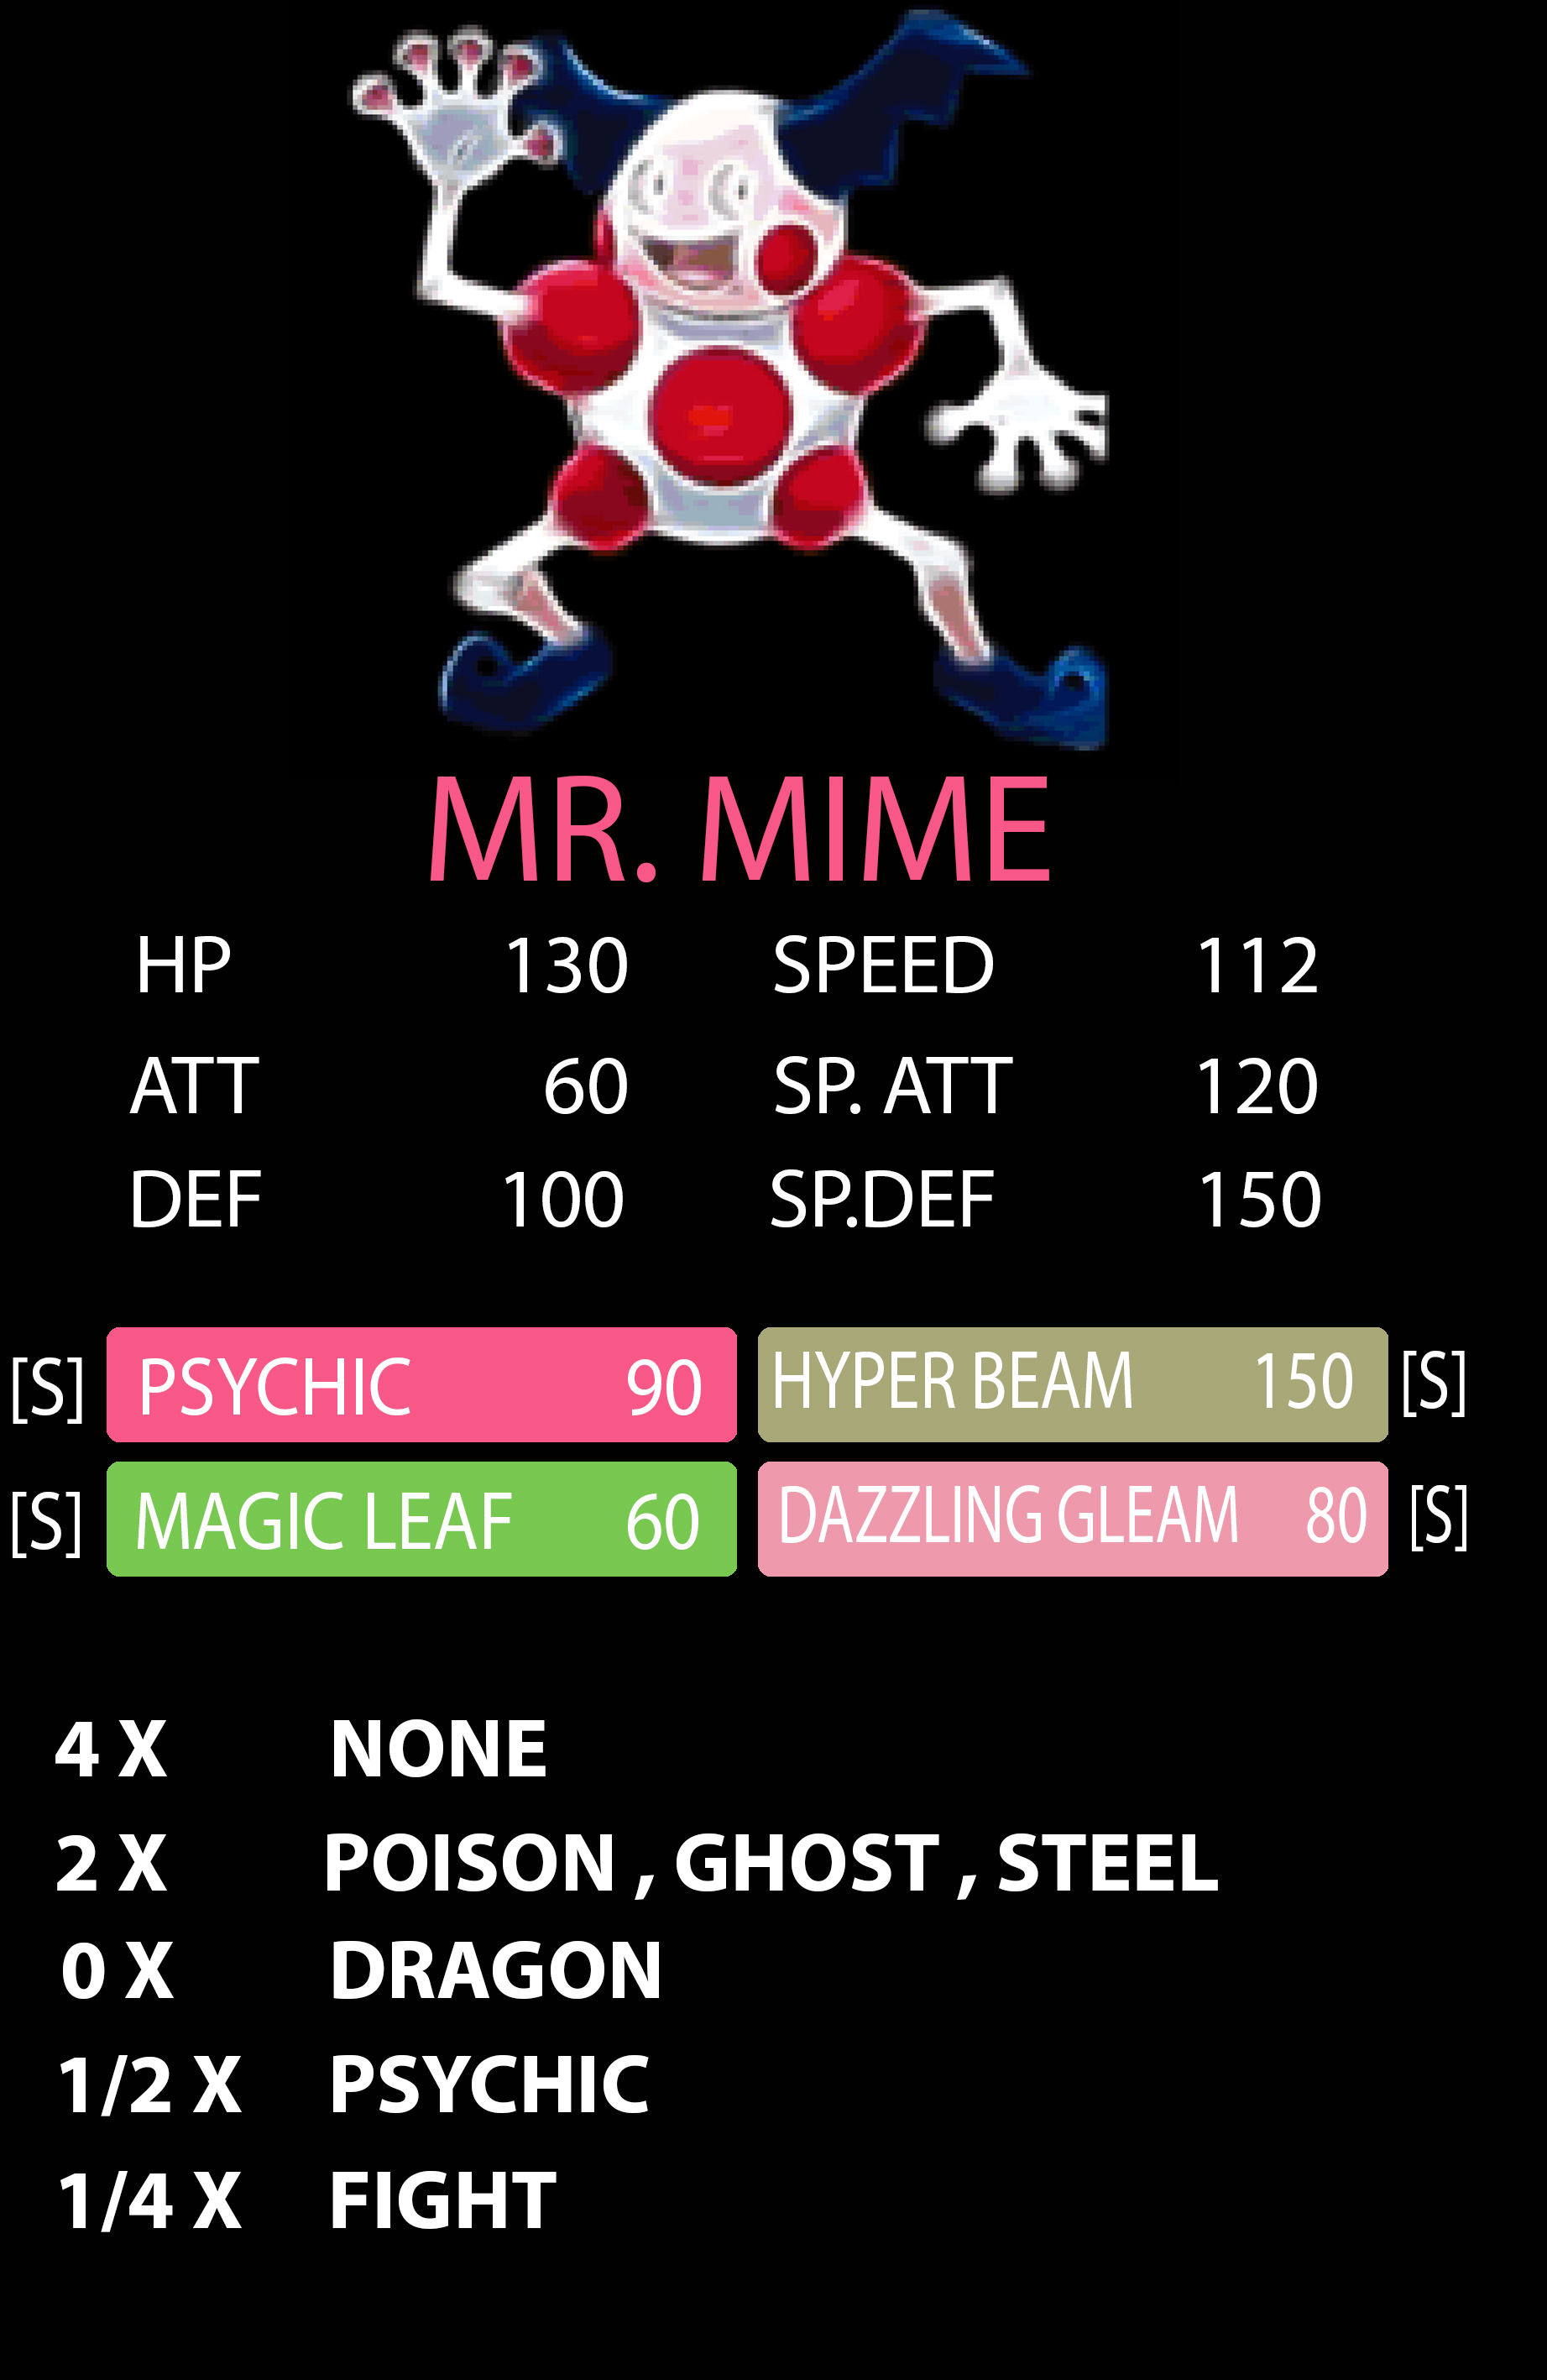 MR. MIME
HP 130 SPEED 112
ATT 60 SP. ATT 120
DEF 100 SP.DEF 150
[S] PSYCHIC 90 HYPER BEAM 150 [S]
[S] MAGIC LEAF 60 DAZZLING GLEAM 80 [S]
4 X NONE
2 X POISON , GHOST , STEEL
0 X DRAGON
1/2 X PSYCHIC
1/4 X FIGHT